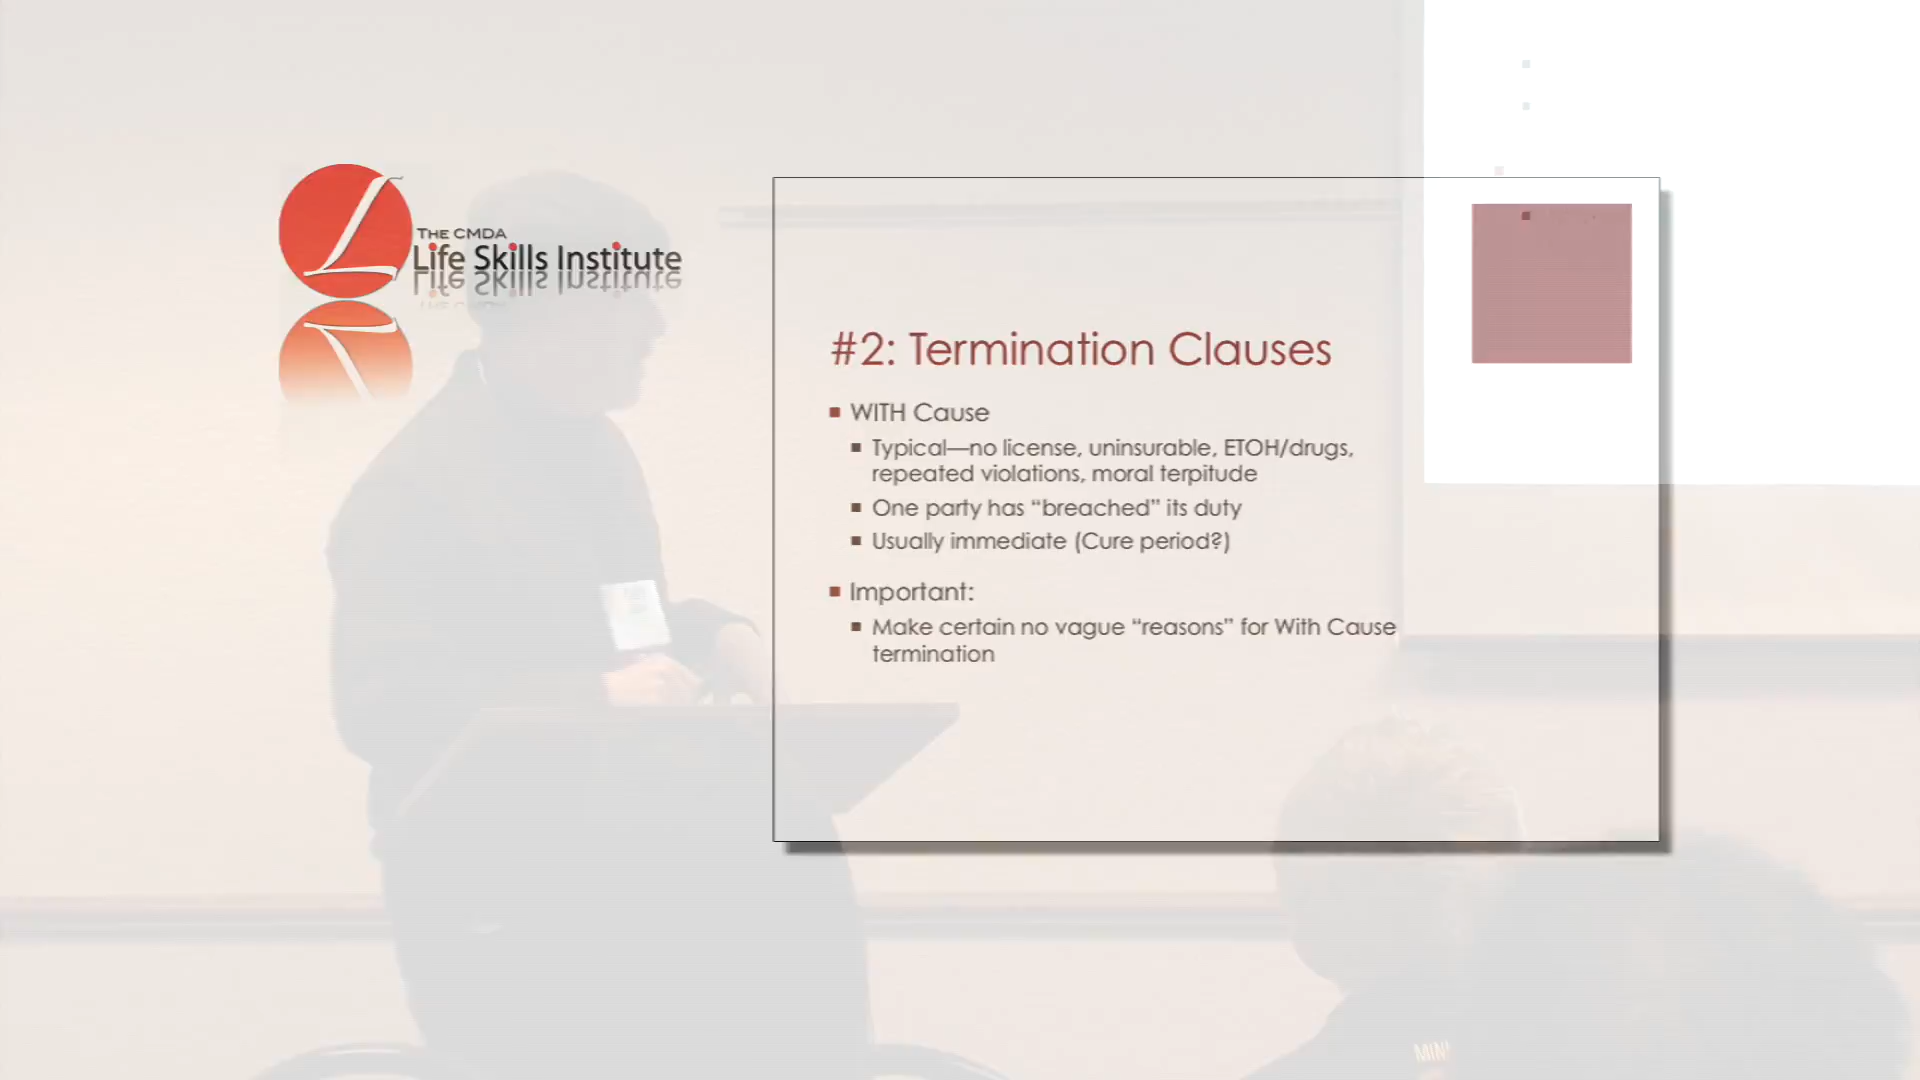 THE CMDA
Life Skills Institute
#2: Termination Clauses
WITH Cause
Typical—no license, uninsurable, ETOH/drugs,
repeated violations, moral terpitude
One party has “breached” its duty
Usually immediate (Cure period?)
Important:
Make certain no vague “reasons” for With Cause
termination
MINI